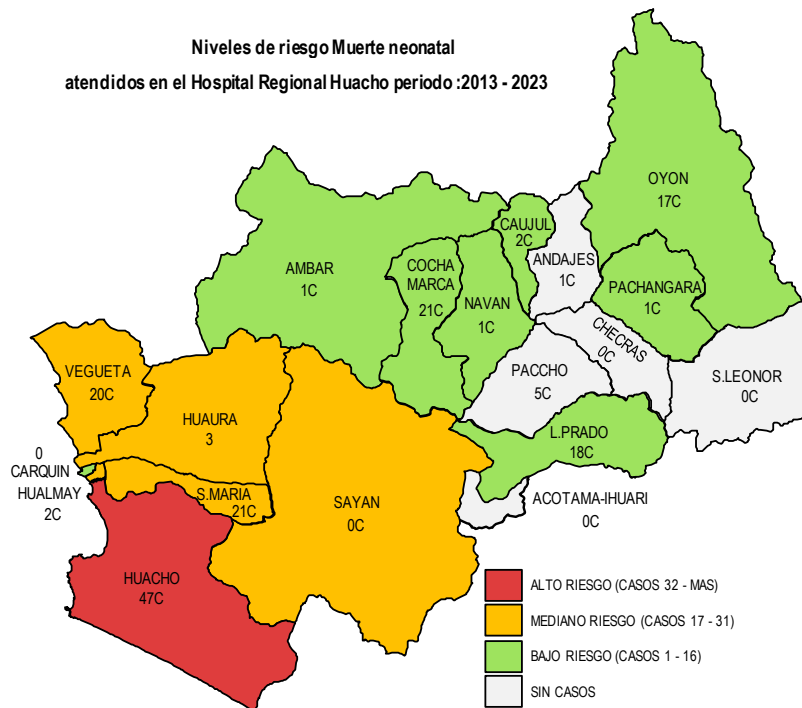 Niveles de riesgo Muerte neonatal
atendidos en el Hospital Regional Huacho periodo :2013 - 2023
OYON
17C
CAUJUL
2C
ANDAJES
1C
AMBAR
1C
COCHA
MARCA
21C
NAVAN
1C
PACHANGARA
1C
CHECRAS
0C
VEGUETA
20C
PACCHO
5C
S.LEONOR
0C
HUAURA
3
L.PRADO
18C
0
CARQUIN
HUALMAY
2C
S.MARIA
21C
SAYAN
0C
ACOTAMA-IHUARI
0C
HUACHO
47C
ALTO RIESGO (CASOS 32 - MAS)
MEDIANO RIESGO (CASOS 17 - 31)
BAJO RIESGO (CASOS 1 - 16)
SIN CASOS